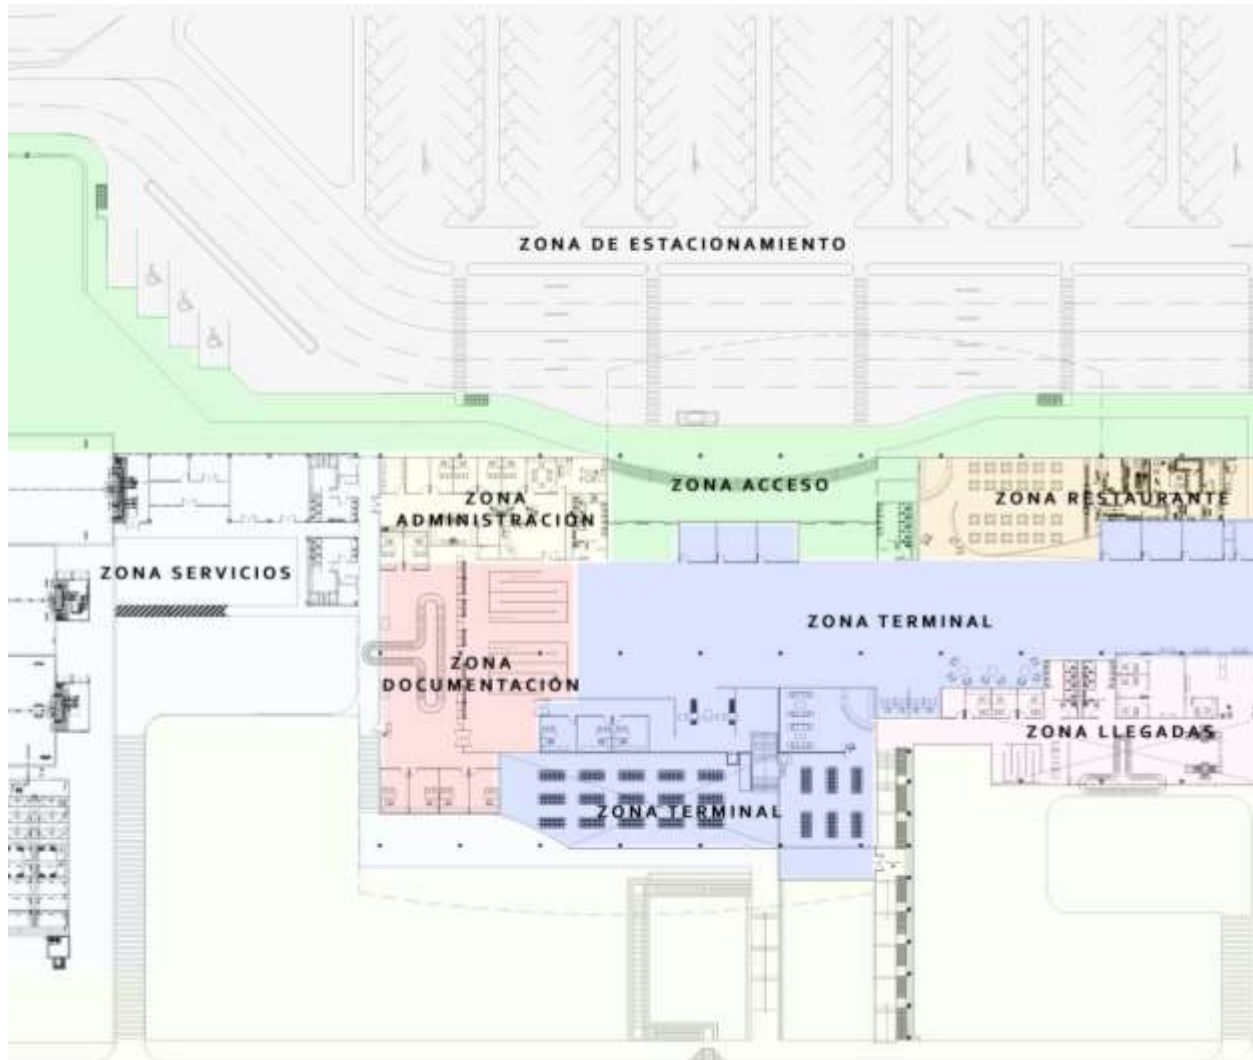 ZONA DE ESTACIONAMIENTO
ZONA ACCESO
ZONA
ADMINISTRACIÓN
ZONA RESTAURANTE
ZONA SERVICIOS
ZONA TERMINAL
ZONA
DOCUMENTACIÓN
ZONA LLEGADAS
ZONA TERMINAL